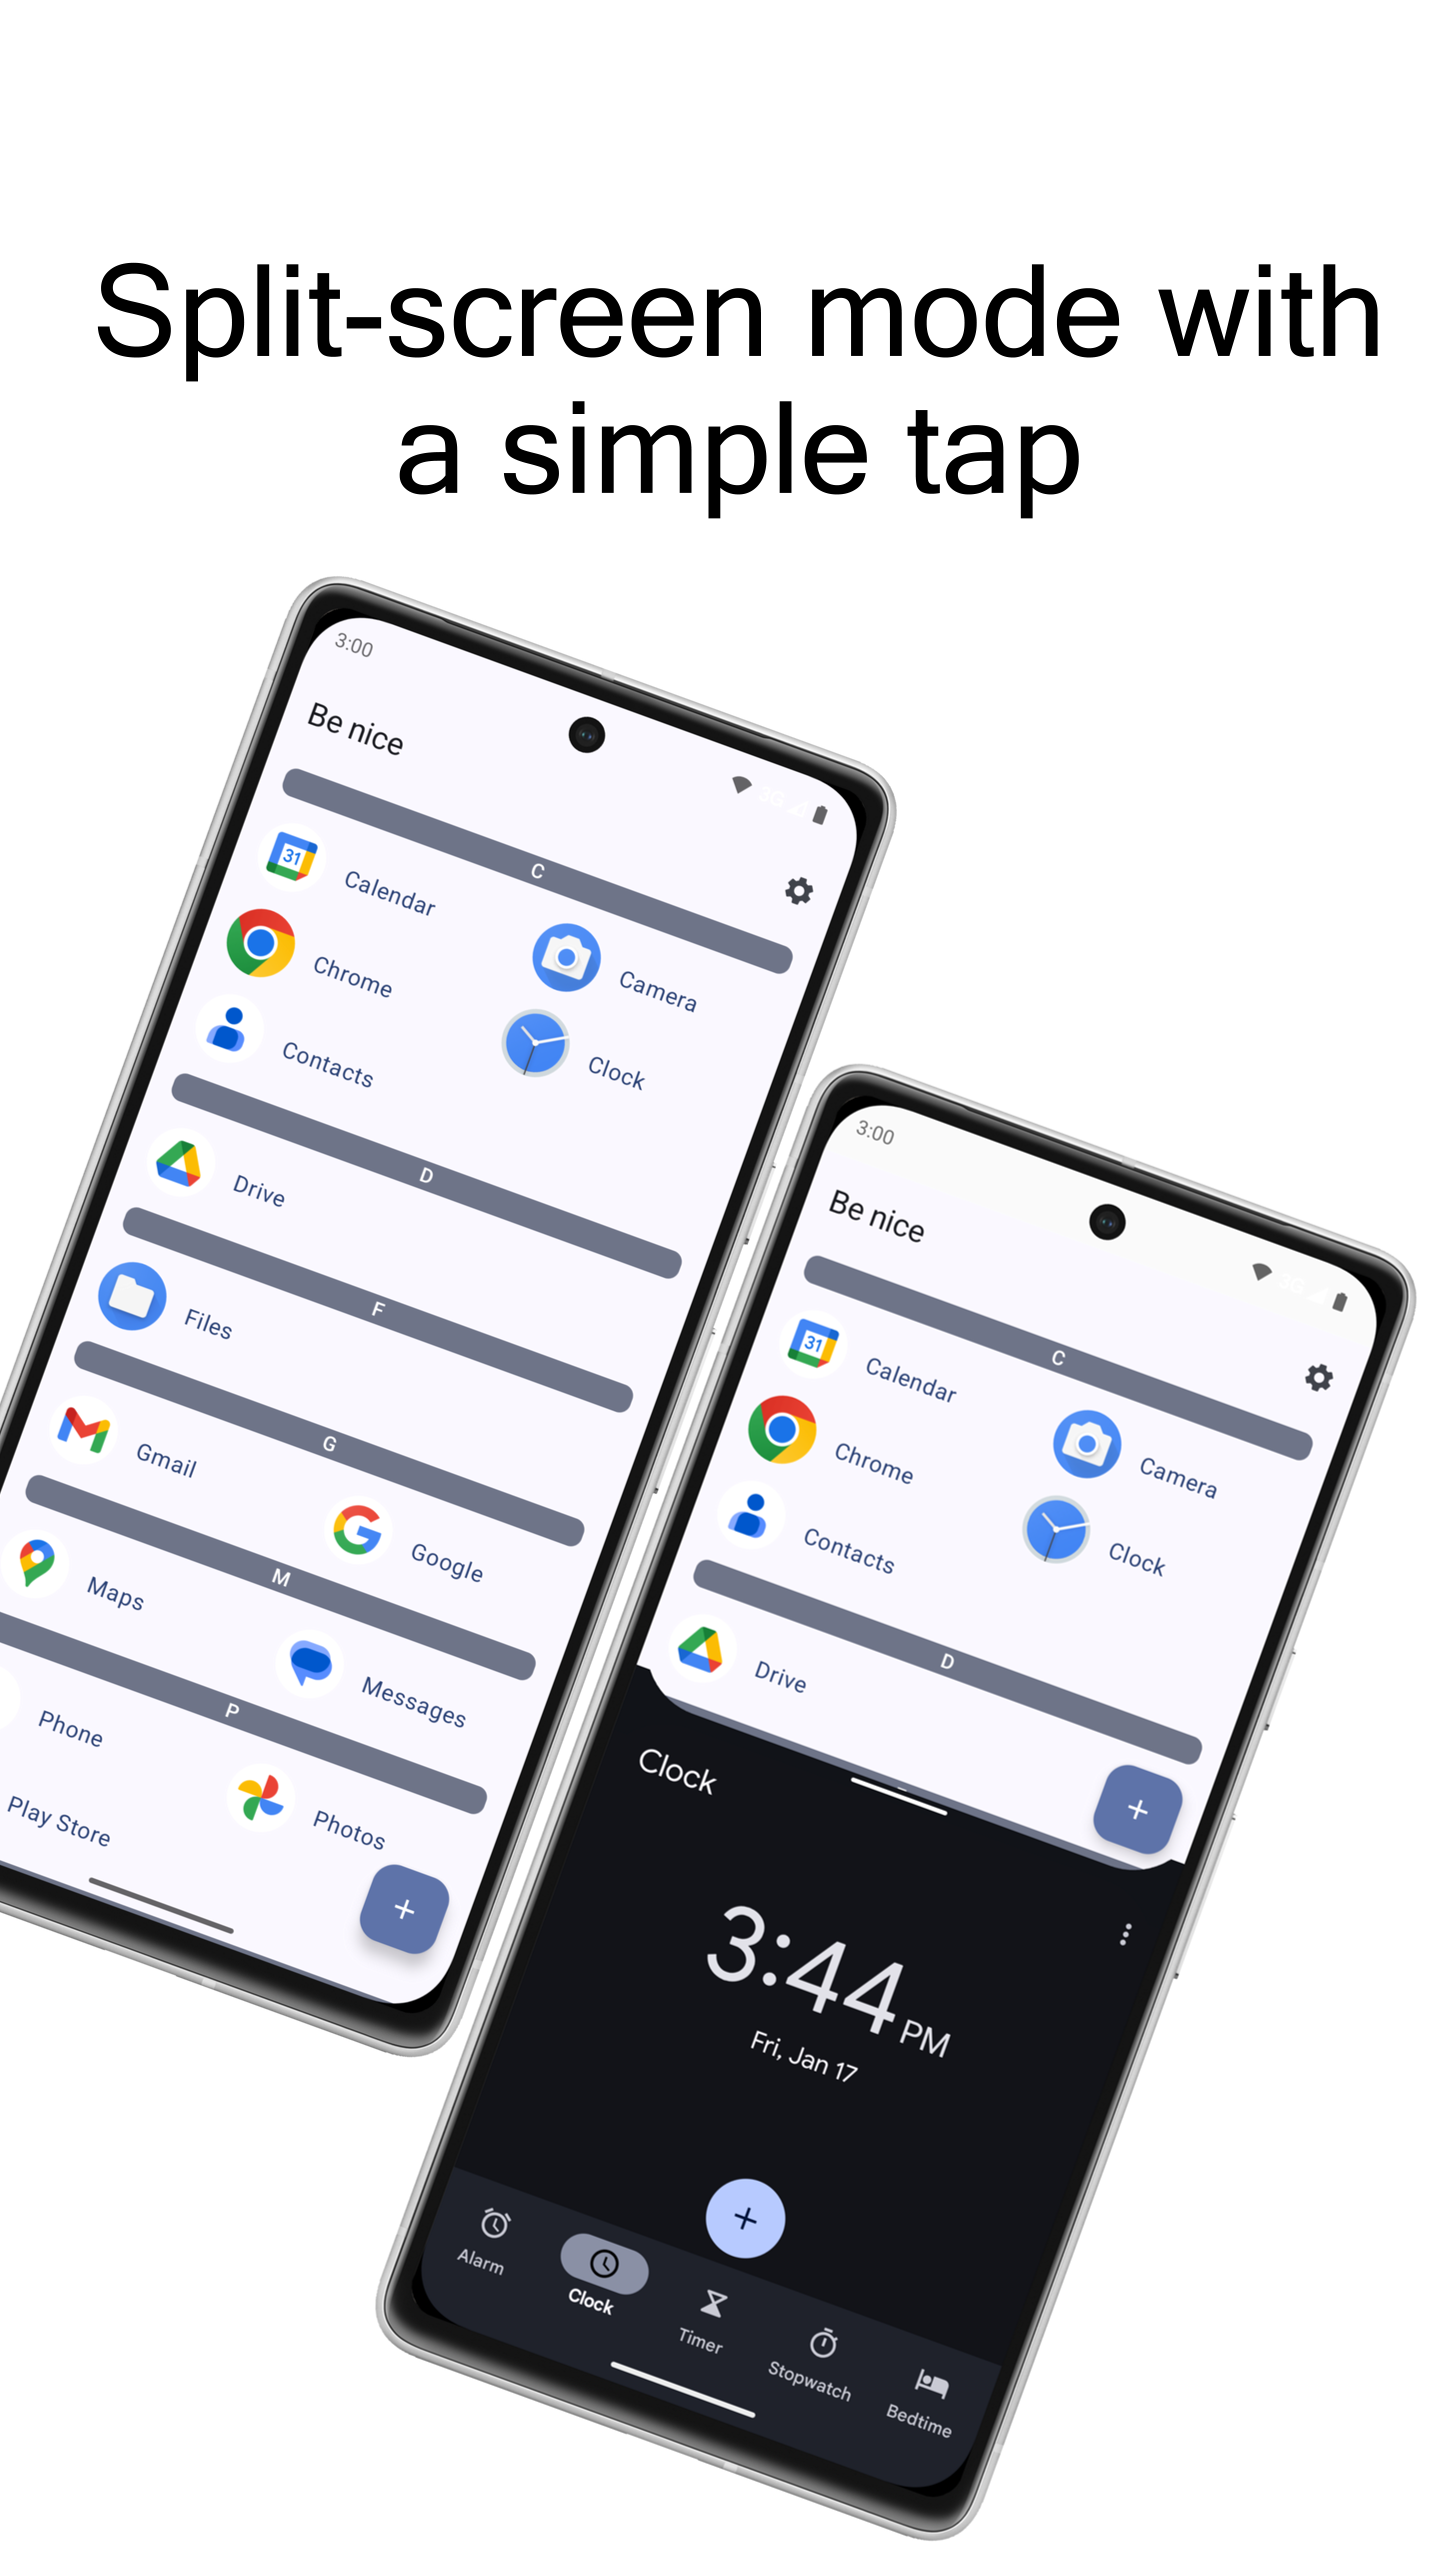 Split-screen mode with
a simple tap
3:00
3G
Be nice
C
31
Calendar
Camera
Chrome
Clock
Contacts
D
Drive
F
Files
G
Gmail
Google
M
Maps
Messages
P
Phone
Photos
Play Store
+
3:00
3G
Be nice
C
31
Calendar
Camera
Chrome
Clock
Contacts
D
Drive
+
Clock
3:44 PM
Fri, Jan 17
+
Alarm
Clock
Timer
Stopwatch
Bedtime